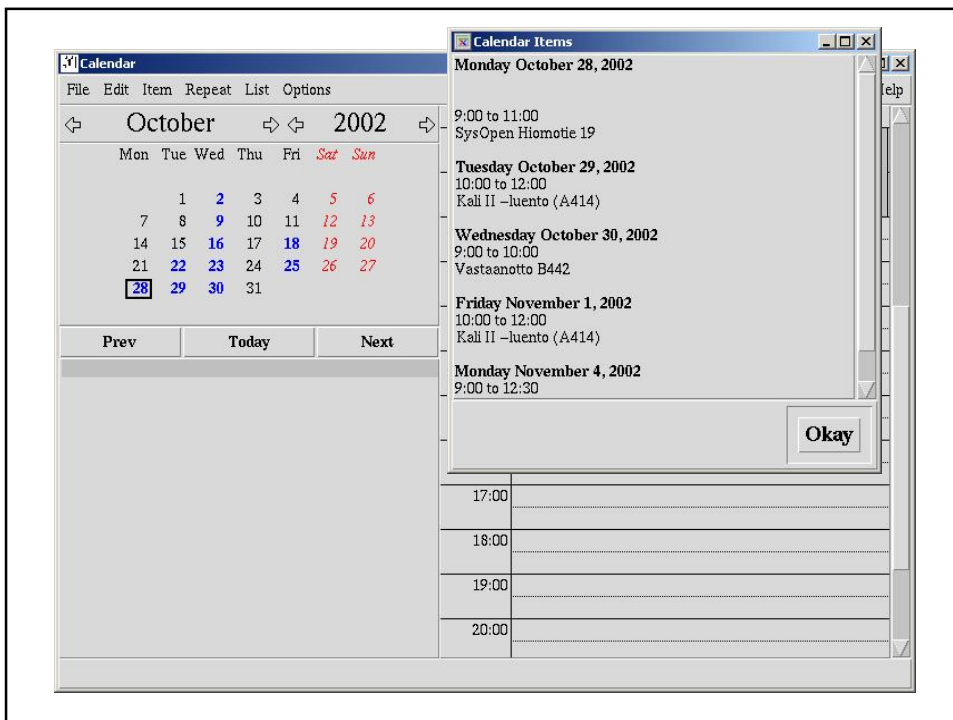 Calendar
File Edit Item Repeat List Options
elp
October 2002
Mon Tue Wed Thu Fri Sat Sun
1 2 3 4 5 6
7 8 9 10 11 12 13
14 15 16 17 18 19 20
21 22 23 24 25 26 27
28 29 30 31
Prev Today Next
Calendar Items
Monday October 28, 2002
9:00 to 11:00
SysOpen Hiomotie 19
Tuesday October 29, 2002
10:00 to 12:00
Kali II –luento (A414)
Wednesday October 30, 2002
9:00 to 10:00
Vastaanotto B442
Friday November 1, 2002
10:00 to 12:00
Kali II –luento (A414)
Monday November 4, 2002
9:00 to 12:30
Okay
17:00
18:00
19:00
20:00